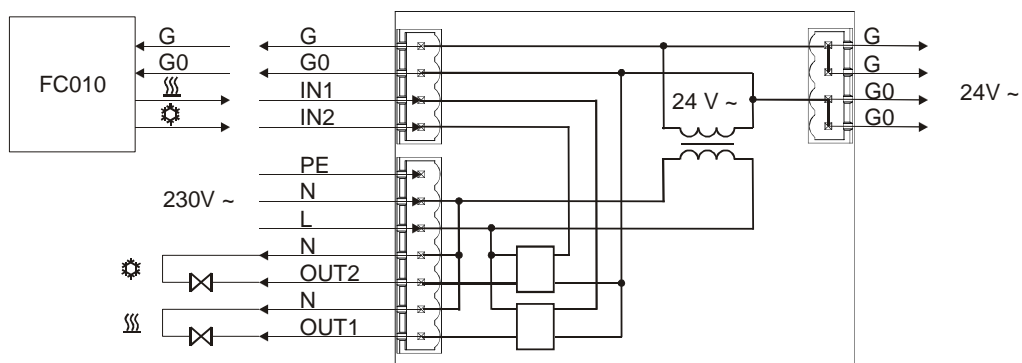 G G G
G0 G0 G
FC010 IN1 24 V ~ G0 24V ~
IN2 G0
PE
230V ~ N
L
N
OUT2
N
OUT1